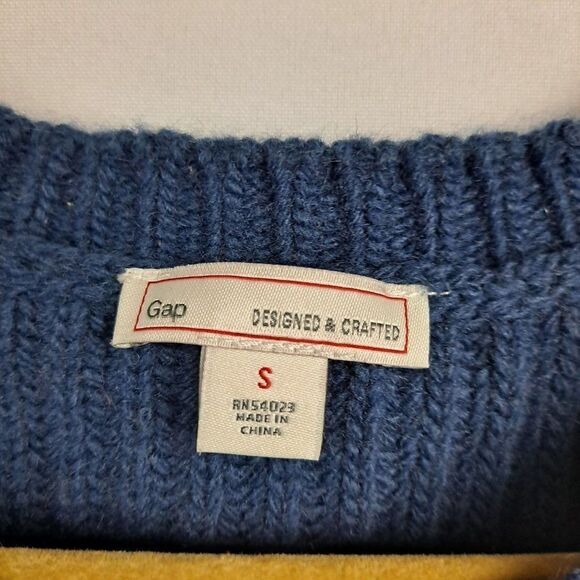 Gap DESIGNED & CRAFTED
S
RN54023
MADE IN
CHINA